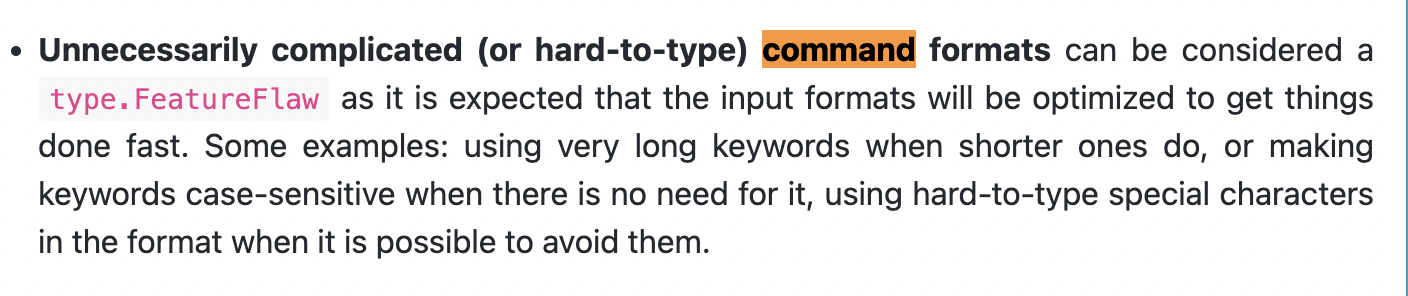 • Unnecessarily complicated (or hard-to-type) command formats can be considered a
type.FeatureFlaw as it is expected that the input formats will be optimized to get things
done fast. Some examples: using very long keywords when shorter ones do, or making
keywords case-sensitive when there is no need for it, using hard-to-type special characters
in the format when it is possible to avoid them.